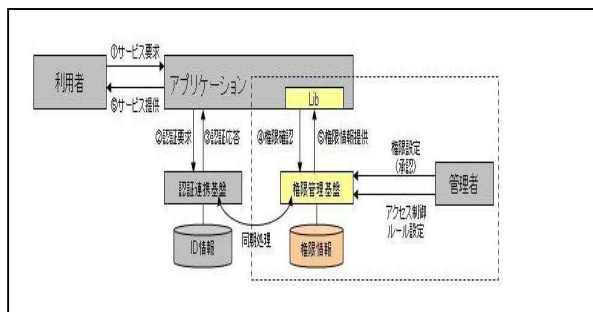 ①サービス要求
利用者
アプリケーション
Lib
⑥サービス提供
②認証要求
③認証応答
④権限確認
⑤権限情報提供
権限設定
(承認)
認証連携基盤
権限管理基盤
管理者
アクセス制御
ルール設定
同期処理
ID情報
権限情報